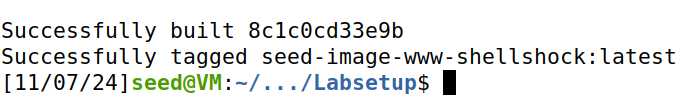 Successfully built 8c1c0cd33e9b
Successfully tagged seed-image-www-shellshock:latest
[11/07/24]seed@VM:~/.../Labsetup$